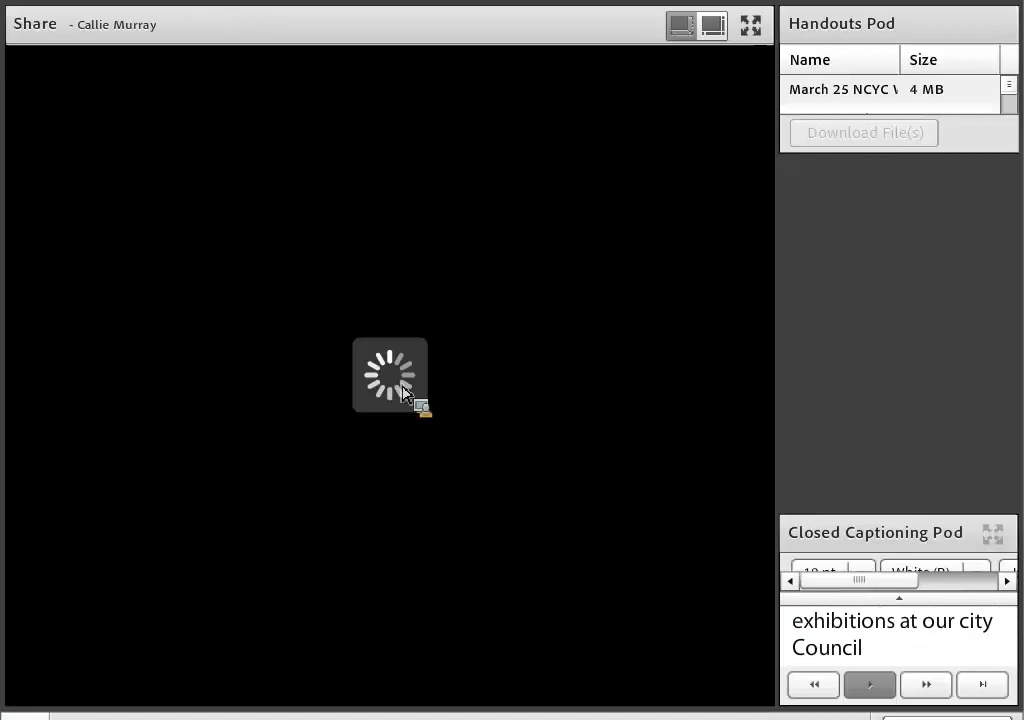 Share - Callie Murray
Handouts Pod
Name Size
March 25 NCYC 4 MB
Download File(s)
Closed Captioning Pod
exhibitions at our city
Council